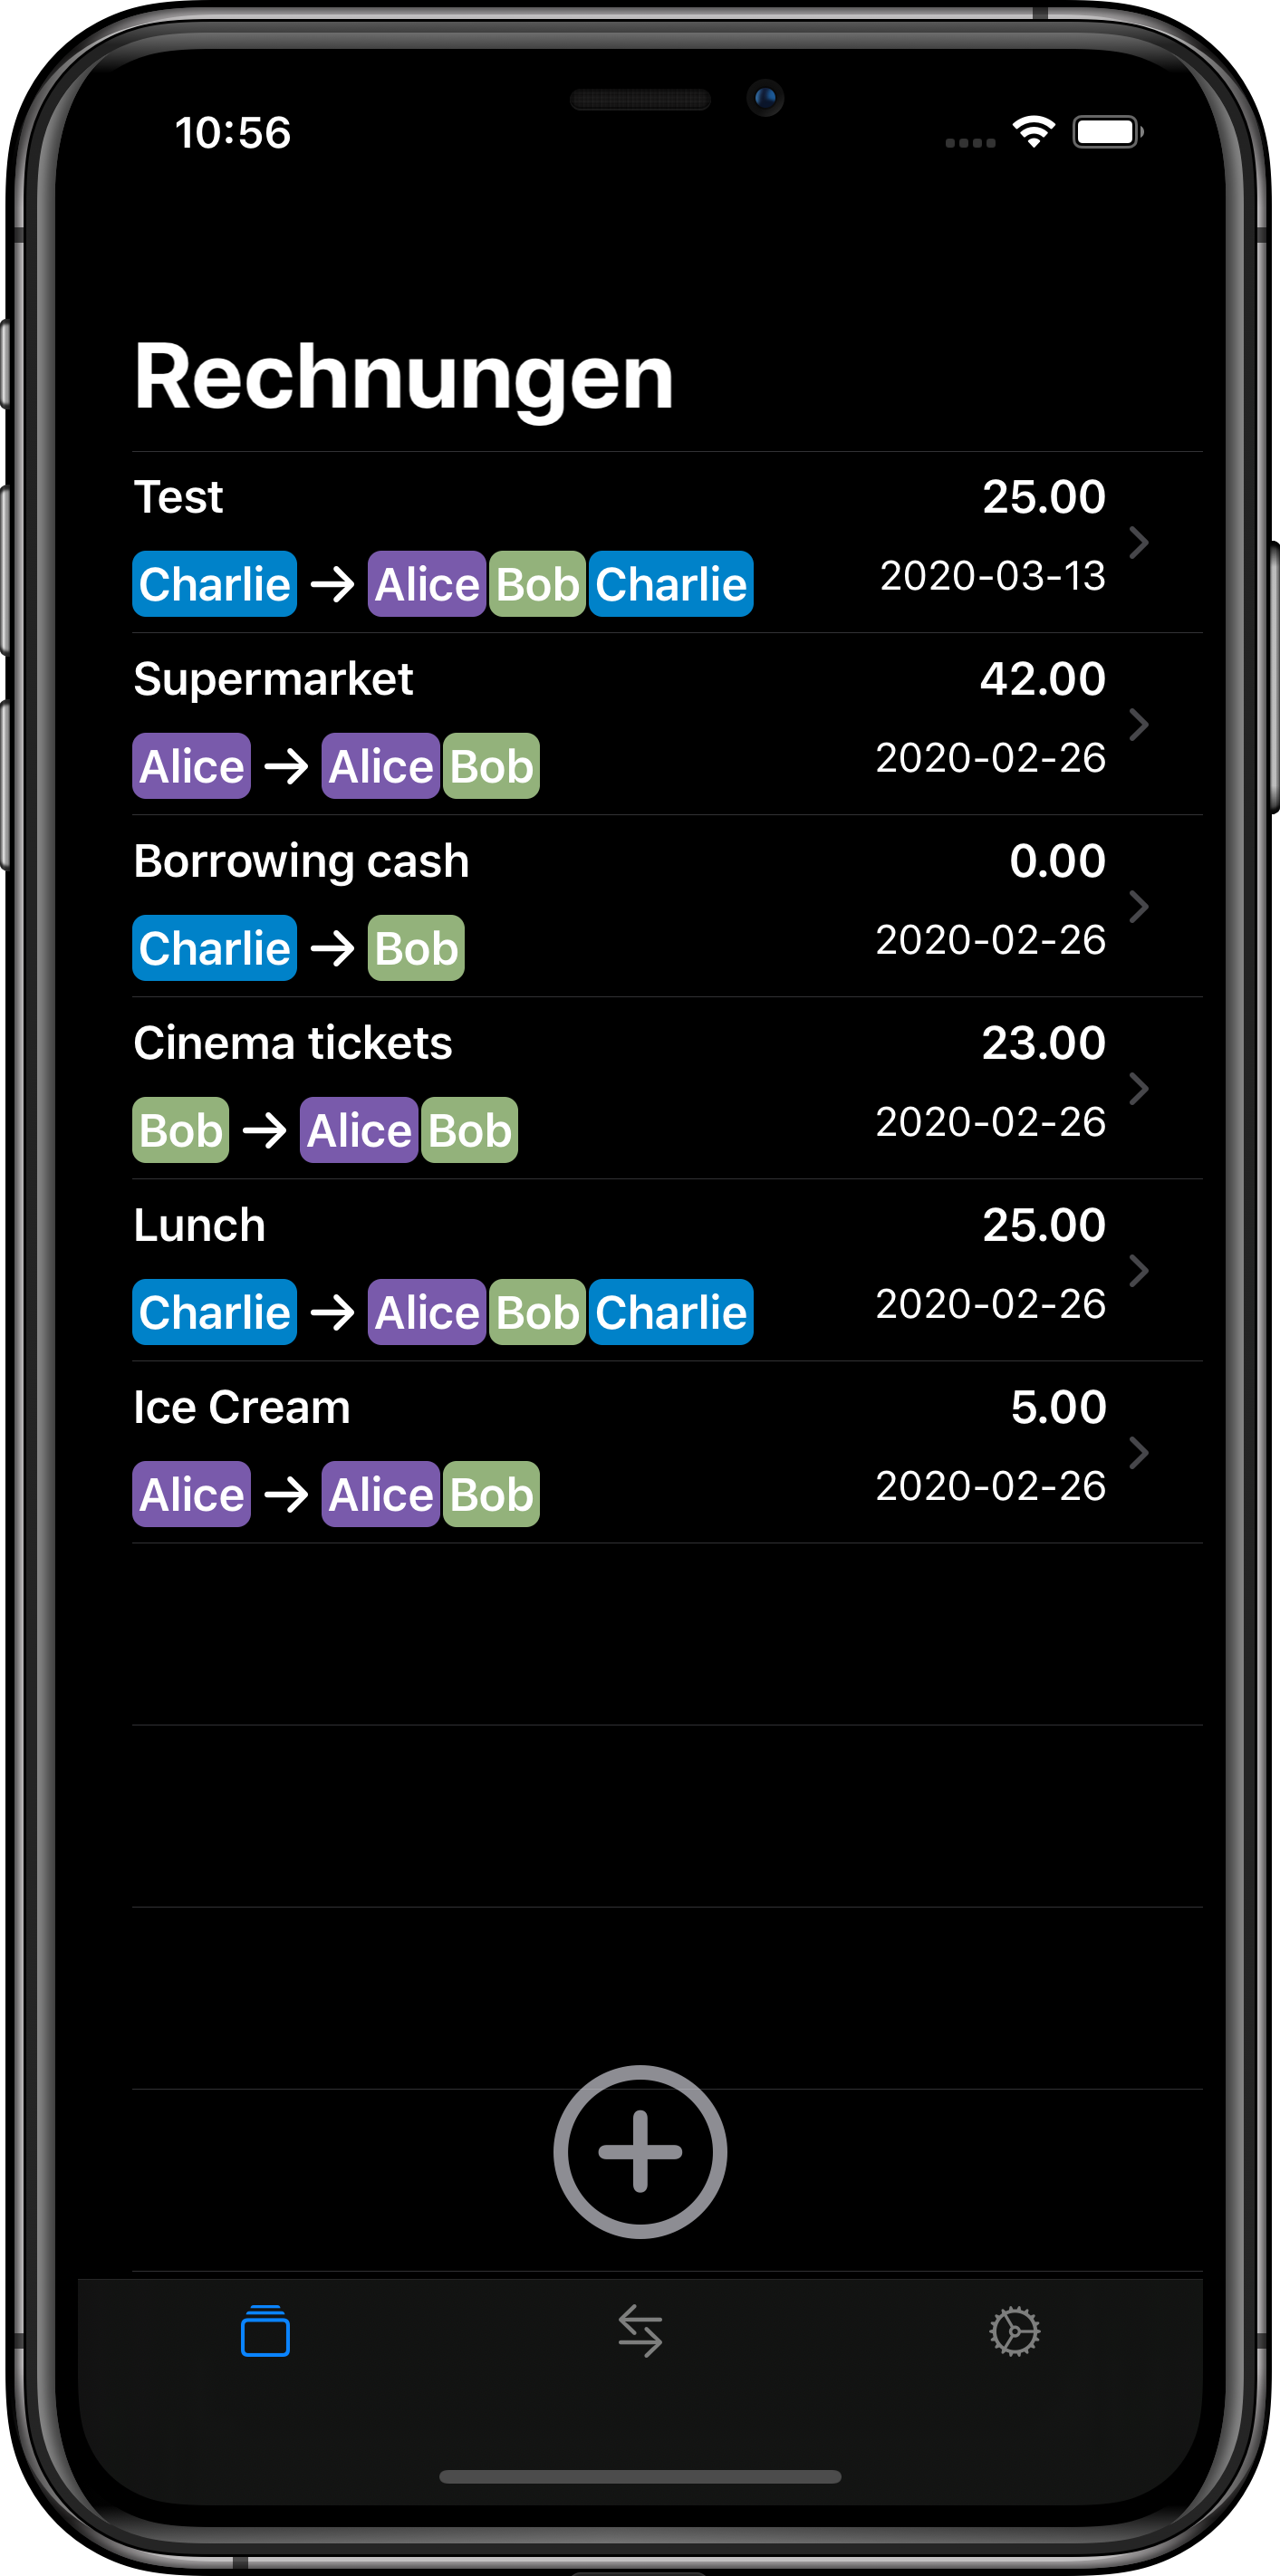 10:56
Rechnungen
Test 25.00
Charlie → Alice Bob Charlie 2020-03-13
Supermarket 42.00
Alice → Alice Bob 2020-02-26
Borrowing cash 0.00
Charlie → Bob 2020-02-26
Cinema tickets 23.00
Bob → Alice Bob 2020-02-26
Lunch 25.00
Charlie → Alice Bob Charlie 2020-02-26
Ice Cream 5.00
Alice → Alice Bob 2020-02-26